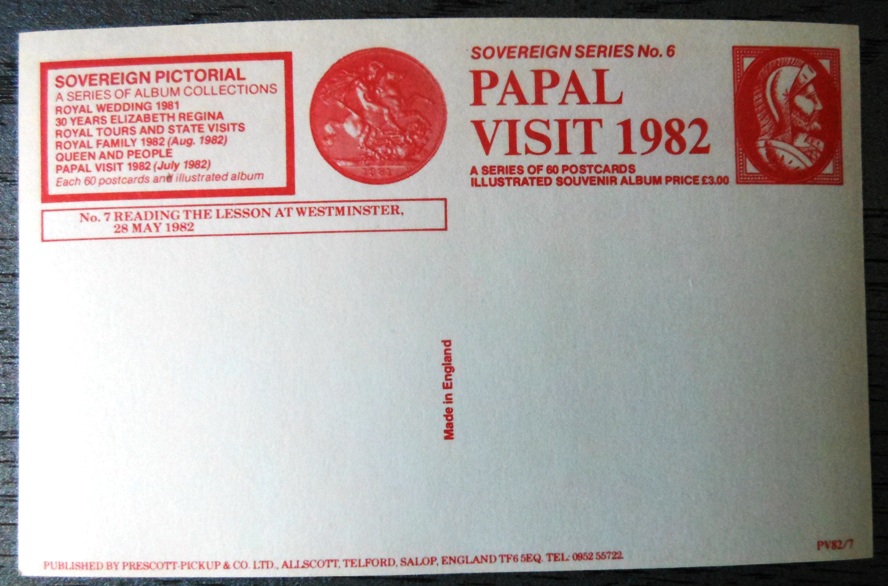 SOVEREIGN PICTORIAL
A SERIES OF ALBUM COLLECTIONS
ROYAL WEDDING 1981
30 YEARS ELIZABETH REGINA
ROYAL TOURS AND STATE VISITS
ROYAL FAMILY 1982 (Aug. 1982)
QUEEN AND PEOPLE
PAPAL VISIT 1982 (July 1982)
Each 60 postcards and illustrated album
SOVEREIGN SERIES No. 6
PAPAL
VISIT 1982
A SERIES OF 60 POSTCARDS
ILLUSTRATED SOUVENIR ALBUM PRICE £3.00
No. 7 READING THE LESSON AT WESTMINSTER,
28 MAY 1982
Made in England
PUBLISHED BY PRESCOTT-PICKUP & CO. LTD., ALLSCOTT, TELFORD, SALOP, ENGLAND TF6 5EQ. TEL: 0952 55722.
PV82/7